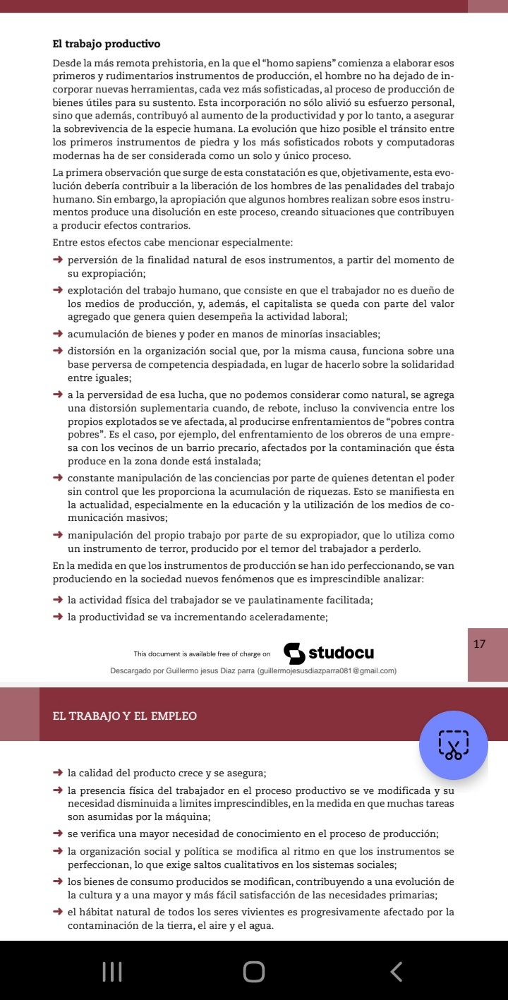 El trabajo productivo
Desde la más remota prehistoria, en la que el “homo sapiens” comienza a elaborar esos
primeros y rudimentarios instrumentos de producción, el hombre no ha dejado de in-
corporar nuevas herramientas, cada vez más sofisticadas, al proceso de producción de
bienes útiles para su sustento. Esta incorporación no sólo alivió su esfuerzo personal,
sino que además, contribuyó al aumento de la productividad y por lo tanto, a asegurar
la sobrevivencia de la especie humana. La evolución que hizo posible el tránsito entre
los primeros instrumentos de piedra y los más sofisticados robots y computadoras
modernas ha de ser considerada como un solo y único proceso.
La primera observación que surge de esta constatación es que, objetivamente, esta evo-
lución debería contribuir a la liberación de los hombres de las penalidades del trabajo
humano. Sin embargo, la apropiación que algunos hombres realizan sobre esos instru-
mentos produce una disolución en este proceso, creando situaciones que contribuyen
a producir efectos contrarios.
Entre estos efectos cabe mencionar especialmente:
➔ perversión de la finalidad natural de esos instrumentos, a partir del momento de
su expropiación;
➔ explotación del trabajo humano, que consiste en que el trabajador no es dueño de
los medios de producción, y, además, el capitalista se queda con parte del valor
agregado que genera quien desempeña la actividad laboral;
➔ acumulación de bienes y poder en manos de minorías insaciables;
➔ distorsión en la organización social que, por la misma causa, funciona sobre una
base perversa de competencia despiadada, en lugar de hacerlo sobre la solidaridad
entre iguales;
➔ a la perversidad de esa lucha, que no podemos considerar como natural, se agrega
una distorsión suplementaria cuando, de rebote, incluso la convivencia entre los
propios explotados se ve afectada, al producirse enfrentamientos de “pobres contra
pobres”. Es el caso, por ejemplo, del enfrentamiento de los obreros de una empre-
sa con los vecinos de un barrio precario, afectados por la contaminación que ésta
produce en la zona donde está instalada;
➔ constante manipulación de las conciencias por parte de quienes detentan el poder
sin control que les proporciona la acumulación de riquezas. Esto se manifiesta en
la actualidad, especialmente en la educación y la utilización de los medios de co-
municación masivos;
➔ manipulación del propio trabajo por parte de su expropiador, que lo utiliza como
un instrumento de terror, producido por el temor del trabajador a perderlo.
En la medida en que los instrumentos de producción se han ido perfeccionando, se van
produciendo en la sociedad nuevos fenómenos que es imprescindible analizar:
➔ la actividad física del trabajador se ve paulatinamente facilitada;
➔ la productividad se va incrementando aceleradamente;
17
This document is available free of charge on studocu
Descargado por Guillermo jesus Diaz parra (guillermojesusdiazparra081@gmail.com)
EL TRABAJO Y EL EMPLEO
➔ la calidad del producto crece y se asegura;
➔ la presencia física del trabajador en el proceso productivo se ve modificada y su
necesidad disminuida a limites imprescindibles, en la medida en que muchas tareas
son asumidas por la máquina;
➔ se verifica una mayor necesidad de conocimiento en el proceso de producción;
➔ la organización social y política se modifica al ritmo en que los instrumentos se
perfeccionan, lo que exige saltos cualitativos en los sistemas sociales;
➔ los bienes de consumo producidos se modifican, contribuyendo a una evolución de
la cultura y a una mayor y más fácil satisfacción de las necesidades primarias;
➔ el hábitat natural de todos los seres vivientes es progresivamente afectado por la
contaminación de la tierra, el aire y el agua.